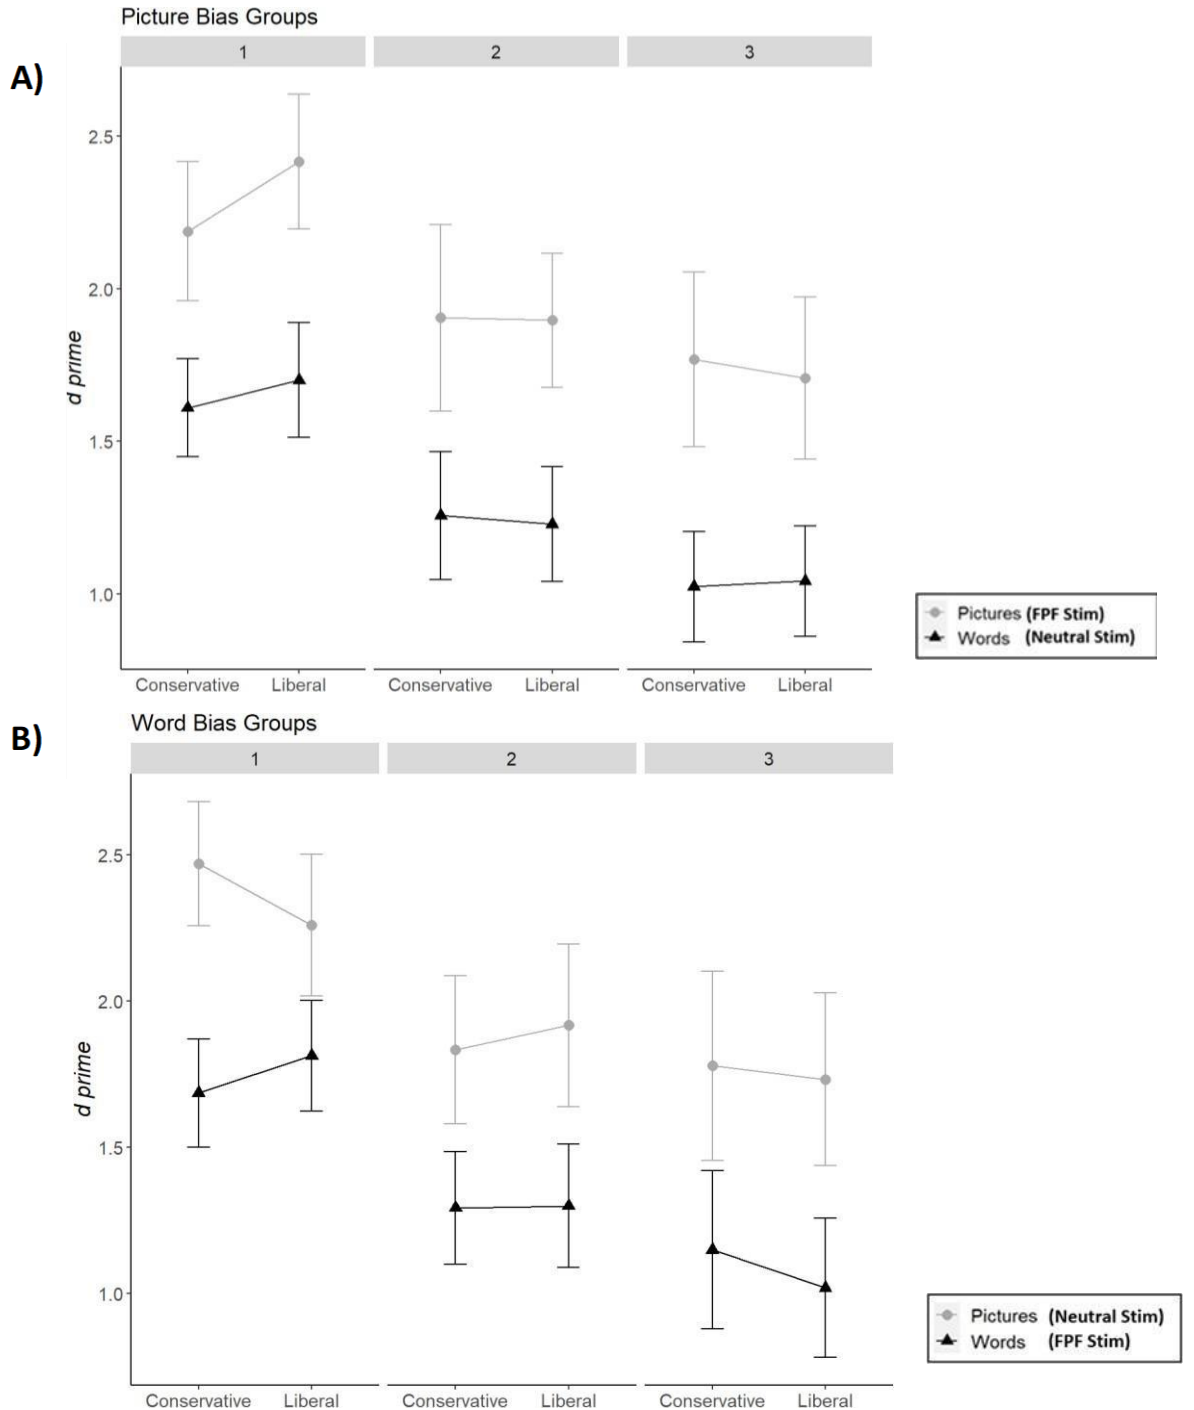 Picture Bias Groups
A)
1 2 3
2.5
2.0
1.5
1.0
d prime
Conservative Liberal Conservative Liberal Conservative Liberal
Pictures (FPF Stim)
Words (Neutral Stim)
Word Bias Groups
B)
1 2 3
2.5
2.0
1.5
1.0
d prime
Conservative Liberal Conservative Liberal Conservative Liberal
Pictures (Neutral Stim)
Words (FPF Stim)